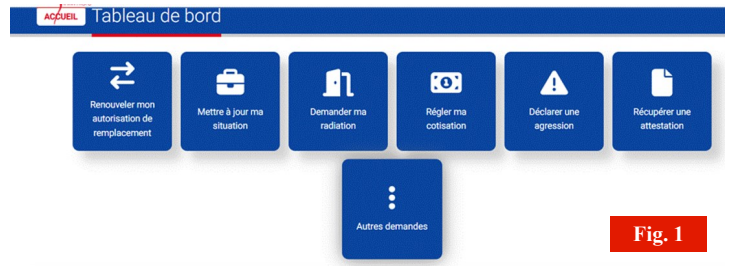 ACCUEIL Tableau de bord
Renouveler mon
autorisation de
remplacement
Mettre à jour ma
situation
Demander ma
radiation
Régler ma
cotisation
Déclarer une
agression
Récupérer une
attestation
Autres demandes
Fig. 1